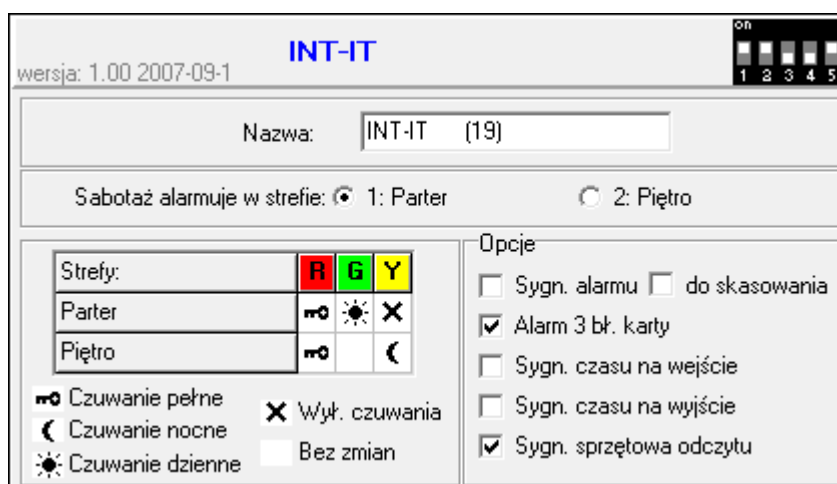 on
INT-IT
1 2 3 4 5
wersja: 1.00 2007-09-1
Nazwa: INT-IT (19)
Sabotaż alarmuje w strefie: 1: Parter 2: Piętro
Strefy: R G Y
Parter
Piętro
Czuwanie pełne
Czuwanie nocne
Czuwanie dzienne
Wył. czuwania
Bez zmian
Opcje
Sygn. alarmu do skasowania
Alarm 3 bł. karty
Sygn. czasu na wejście
Sygn. czasu na wyjście
Sygn. sprzętowa odczytu